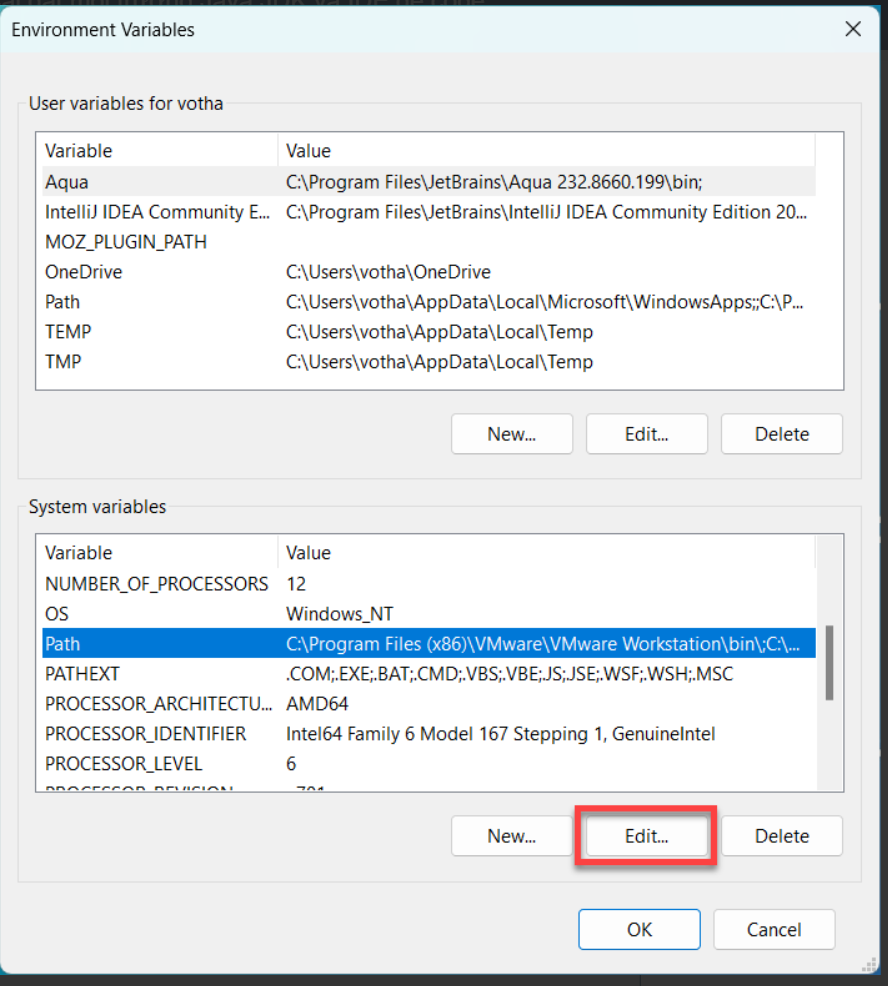 Environment Variables
User variables for votha
Variable Value
Aqua C:\Program Files\JetBrains\Aqua 232.8660.199\bin;
IntelliJ IDEA Community E... C:\Program Files\JetBrains\IntelliJ IDEA Community Edition 20...
MOZ_PLUGIN_PATH
OneDrive C:\Users\votha\OneDrive
Path C:\Users\votha\AppData\Local\Microsoft\WindowsApps;;C:\P...
TEMP C:\Users\votha\AppData\Local\Temp
TMP C:\Users\votha\AppData\Local\Temp
New... Edit... Delete
System variables
Variable Value
NUMBER_OF_PROCESSORS 12
OS Windows_NT
Path C:\Program Files (x86)\VMware\VMware Workstation\bin\;C:\...
PATHEXT .COM;.EXE;.BAT;.CMD;.VBS;.VBE;.JS;.JSE;.WSF;.WSH;.MSC
PROCESSOR_ARCHITECTU... AMD64
PROCESSOR_IDENTIFIER Intel64 Family 6 Model 167 Stepping 1, GenuineIntel
PROCESSOR_LEVEL 6
PROCESSOR_REVISION
New... Edit... Delete
OK Cancel